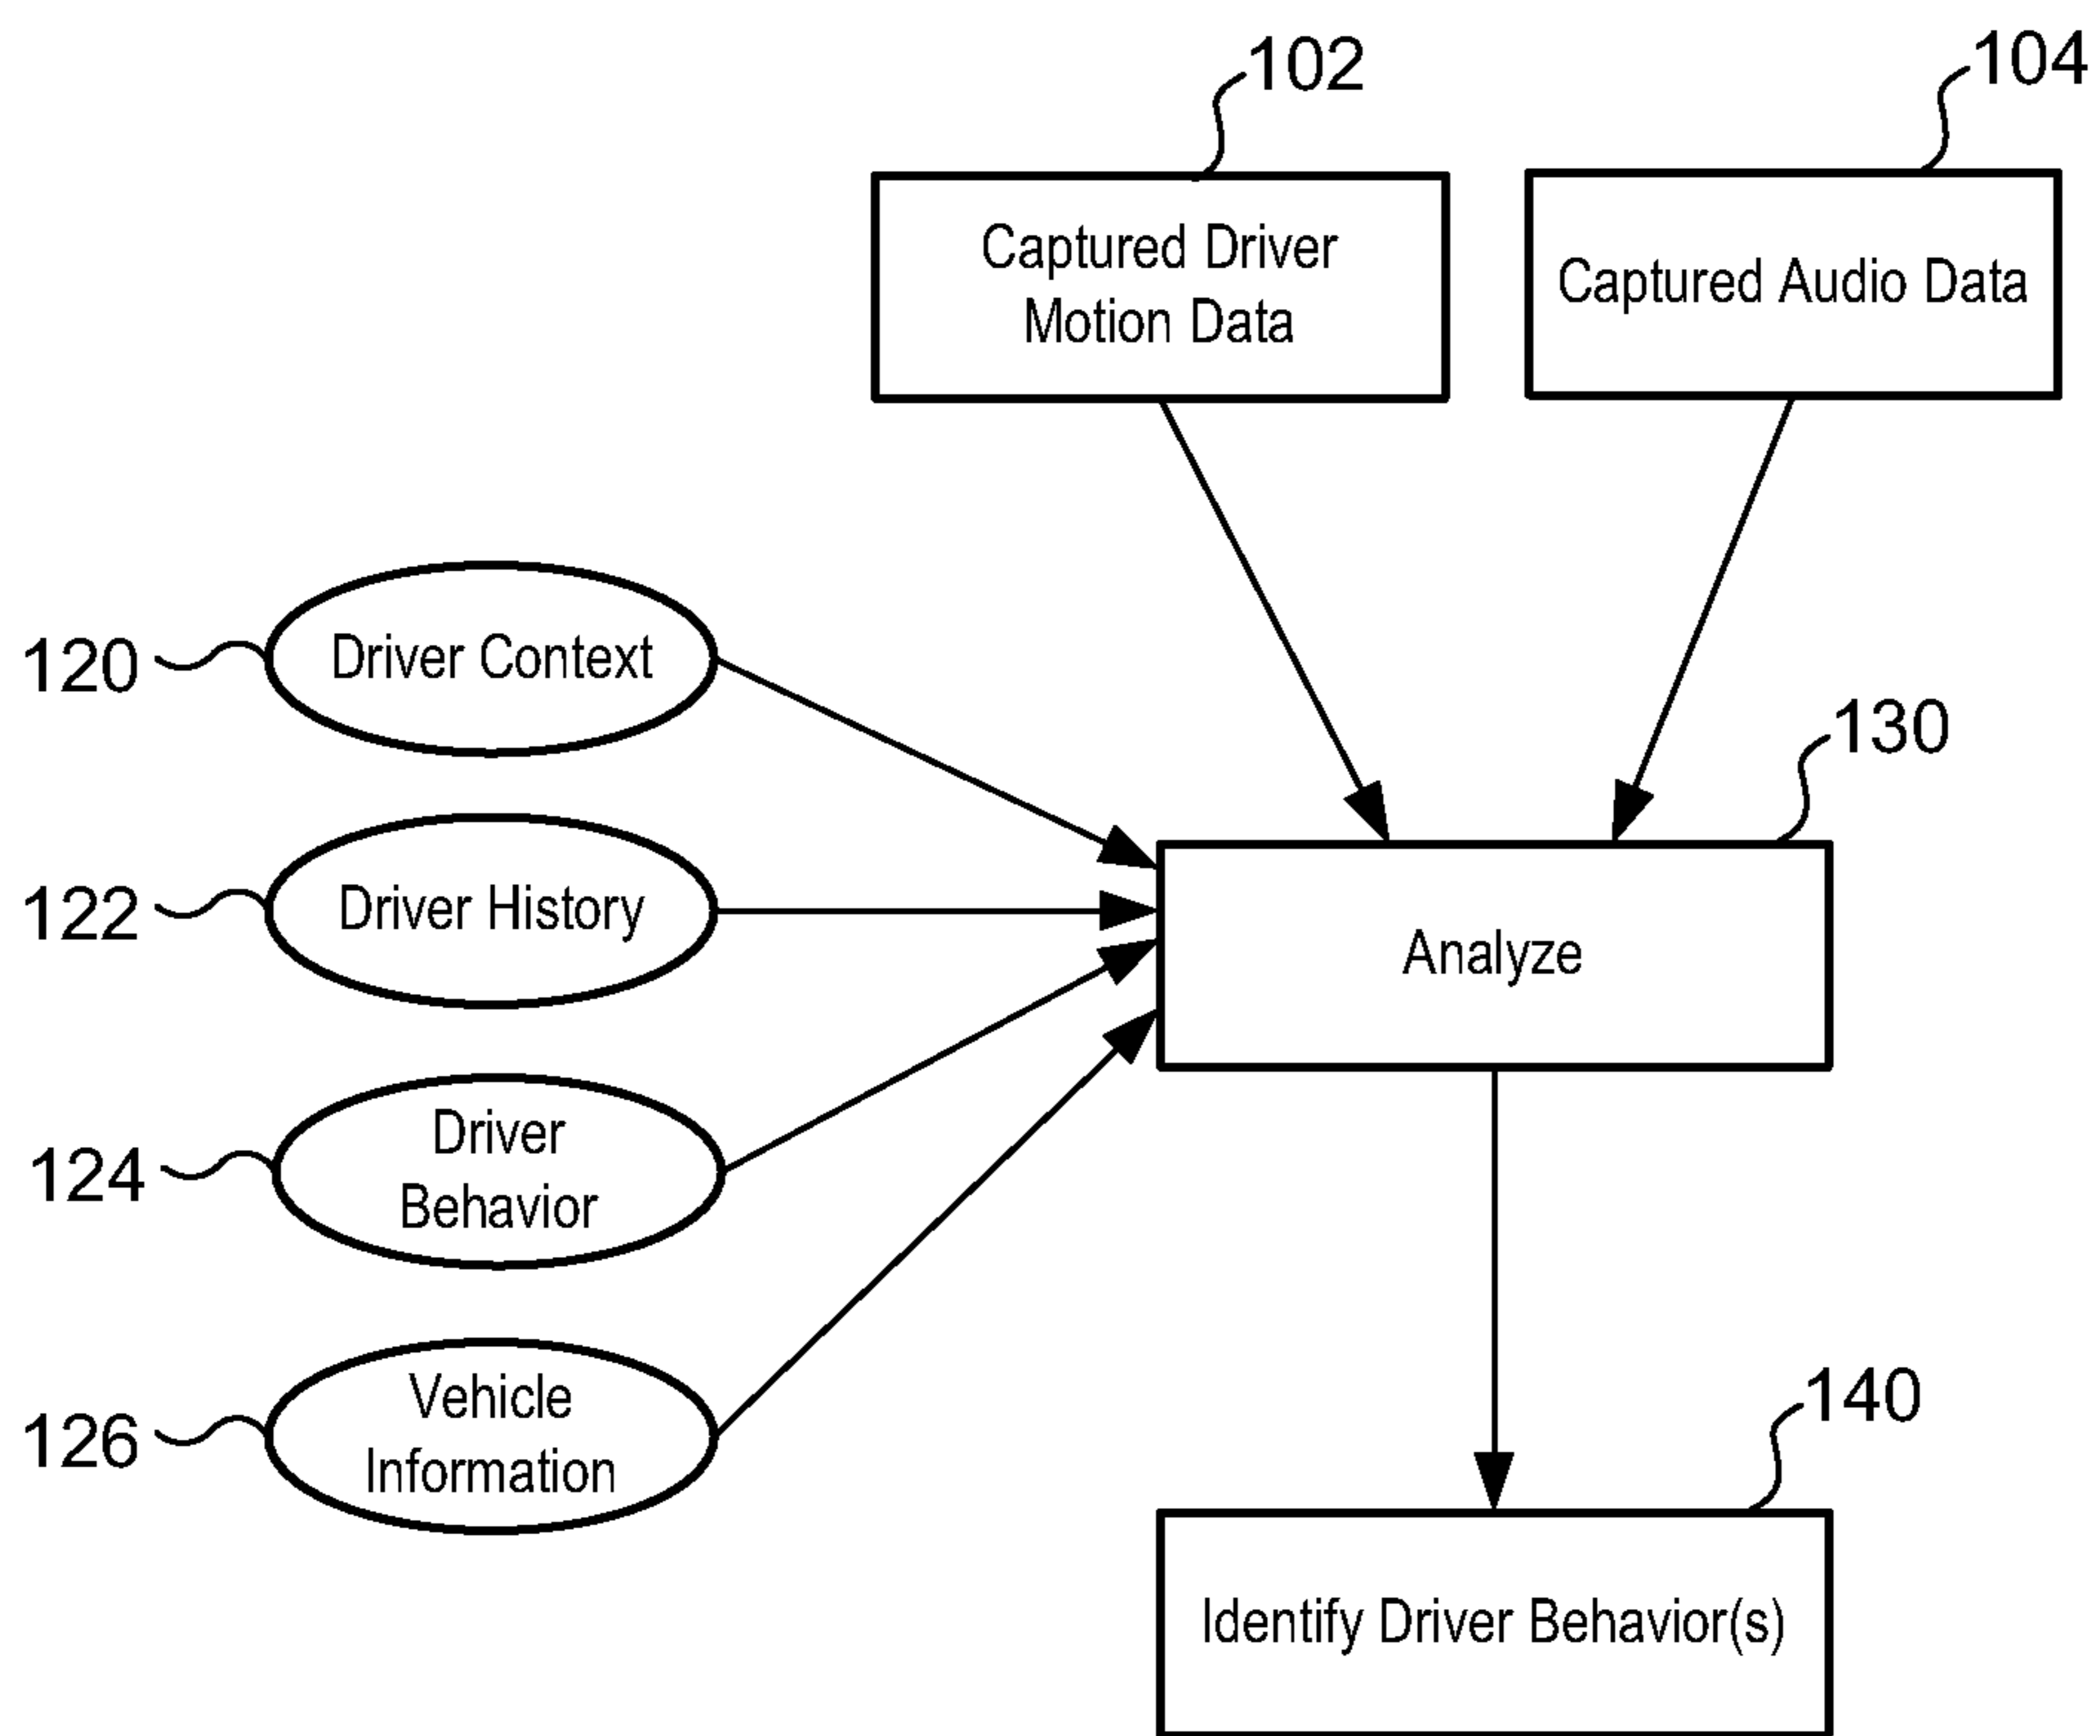 102
104
Captured Driver
Motion Data
Captured Audio Data
120
Driver Context
130
122
Driver History
Analyze
124
Driver
Behavior
126
Vehicle
Information
140
Identify Driver Behavior(s)